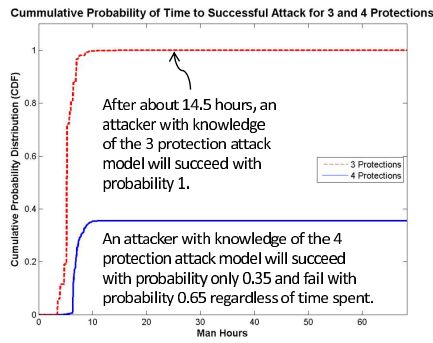 Cummulative Probability of Time to Successful Attack for 3 and 4 Protections
Cumulative Probability Distribution (CDF)
1
0.8
0.6
0.4
0.2
0
After about 14.5 hours, an
attacker with knowledge
of the 3 protection attack
model will succeed with
probability 1.
3 Protections
4 Protections
An attacker with knowledge of the 4
protection attack model will succeed
with probability only 0.35 and fail with
probability 0.65 regardless of time spent.
0 10 20 30 40 50 60
Man Hours